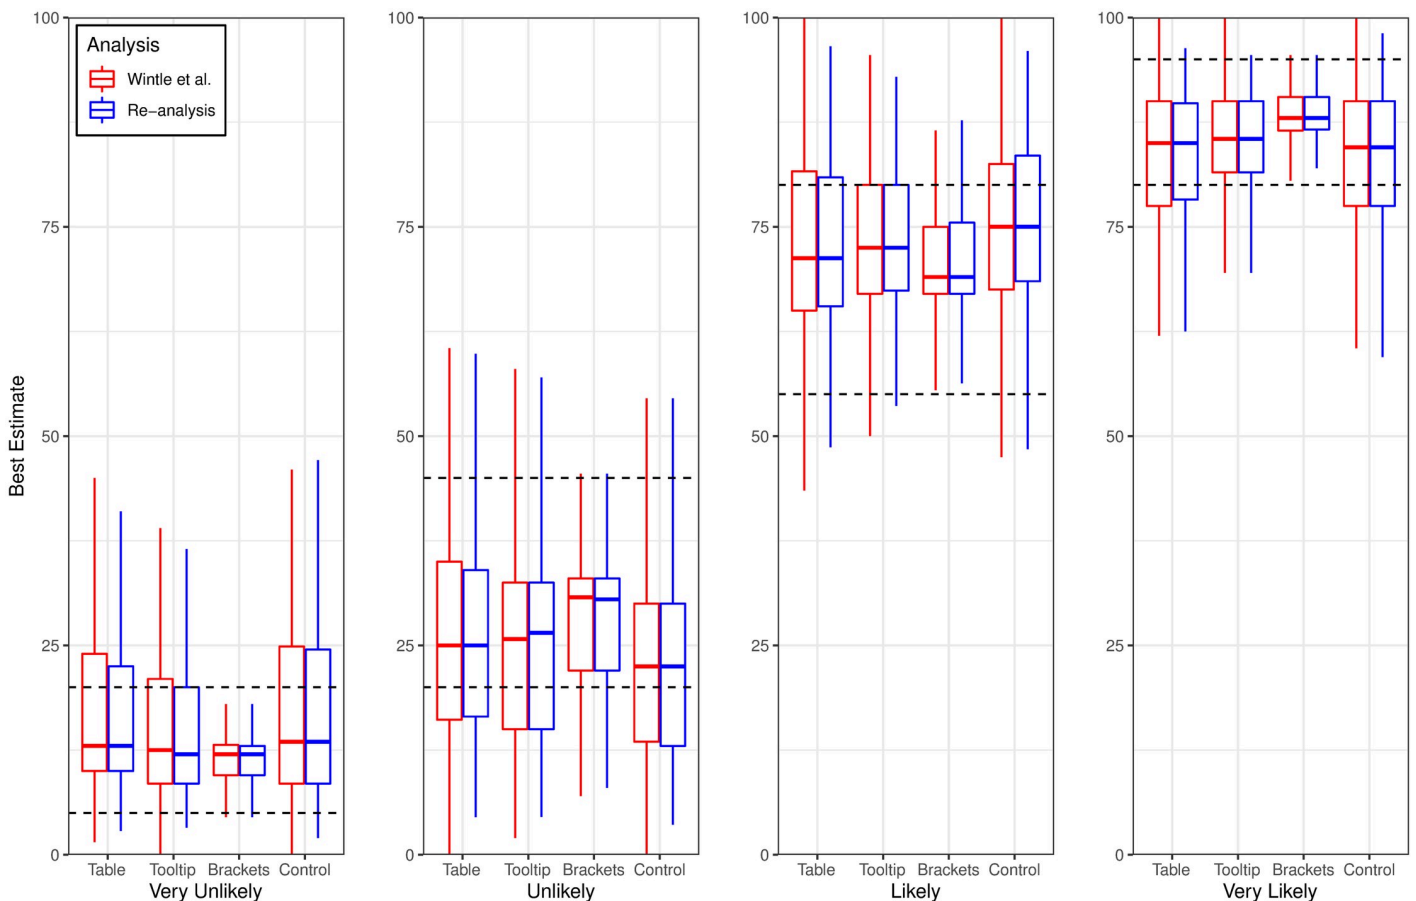 Analysis
Wintle et al.
Re−analysis
Best Estimate
100
75
50
25
0
Table Tooltip Brackets Control
Very Unlikely
100
75
50
25
0
Table Tooltip Brackets Control
Unlikely
100
75
50
25
0
Table Tooltip Brackets Control
Likely
100
75
50
25
0
Table Tooltip Brackets Control
Very Likely